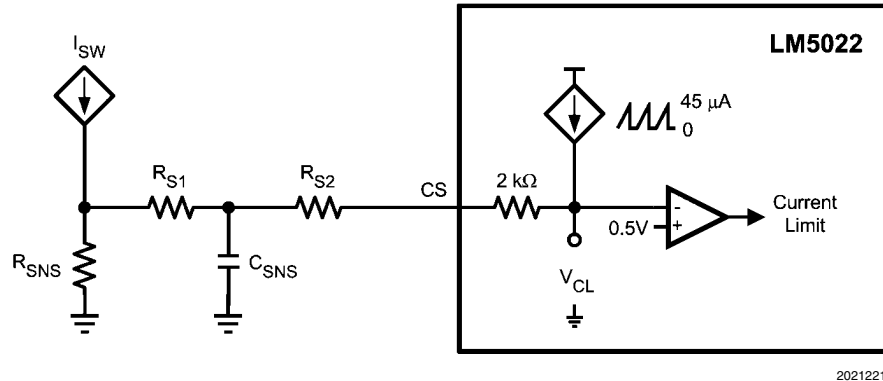 LM5022
I_SW
45 μA
0
R_S1
R_S2
CS
2 kΩ
-
+
0.5V
Current
Limit
R_SNS
C_SNS
V_CL
2021221